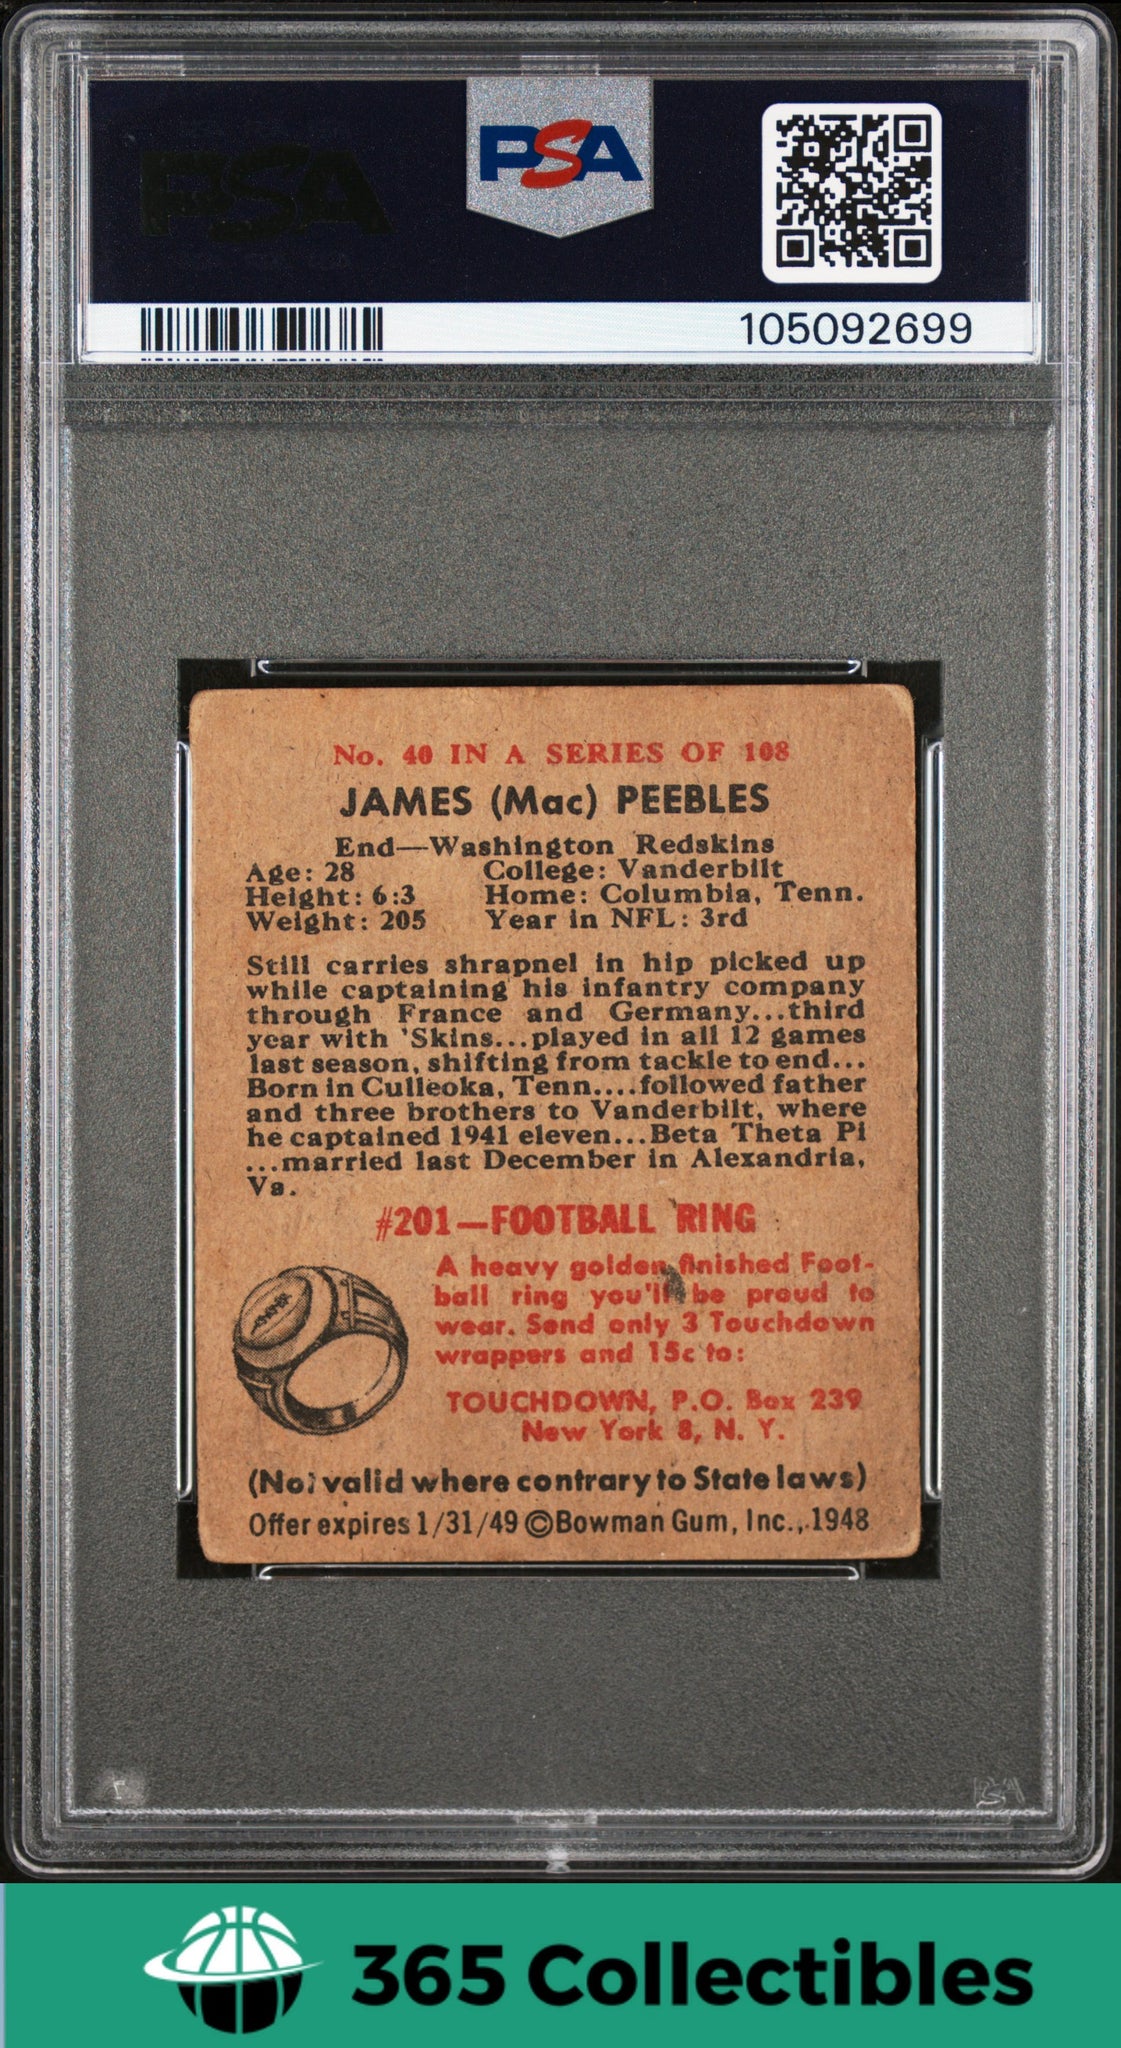 PSA
PSA
105092699
No. 40 IN A SERIES OF 108
JAMES (Mac) PEEBLES
End—Washington Redskins
Age: 28 College: Vanderbilt
Height: 6:3 Home: Columbia, Tenn.
Weight: 205 Year in NFL: 3rd
Still carries shrapnel in hip picked up
while captaining his infantry company
through France and Germany...third
year with 'Skins...played in all 12 games
last season, shifting from tackle to end...
Born in Culleoka, Tenn....followed father
and three brothers to Vanderbilt, where
he captained 1941 eleven...Beta Theta Pi
...married last December in Alexandria,
Va.
#201—FOOTBALL RING
A heavy golden finished Foot-
ball ring you'll be proud to
wear. Send only 3 Touchdown
wrappers and 15c to:
TOUCHDOWN, P.O. Box 239
New York 8, N. Y.
(Not valid where contrary to State laws)
Offer expires 1/31/49 ©Bowman Gum, Inc., 1948
PSA
365 Collectibles